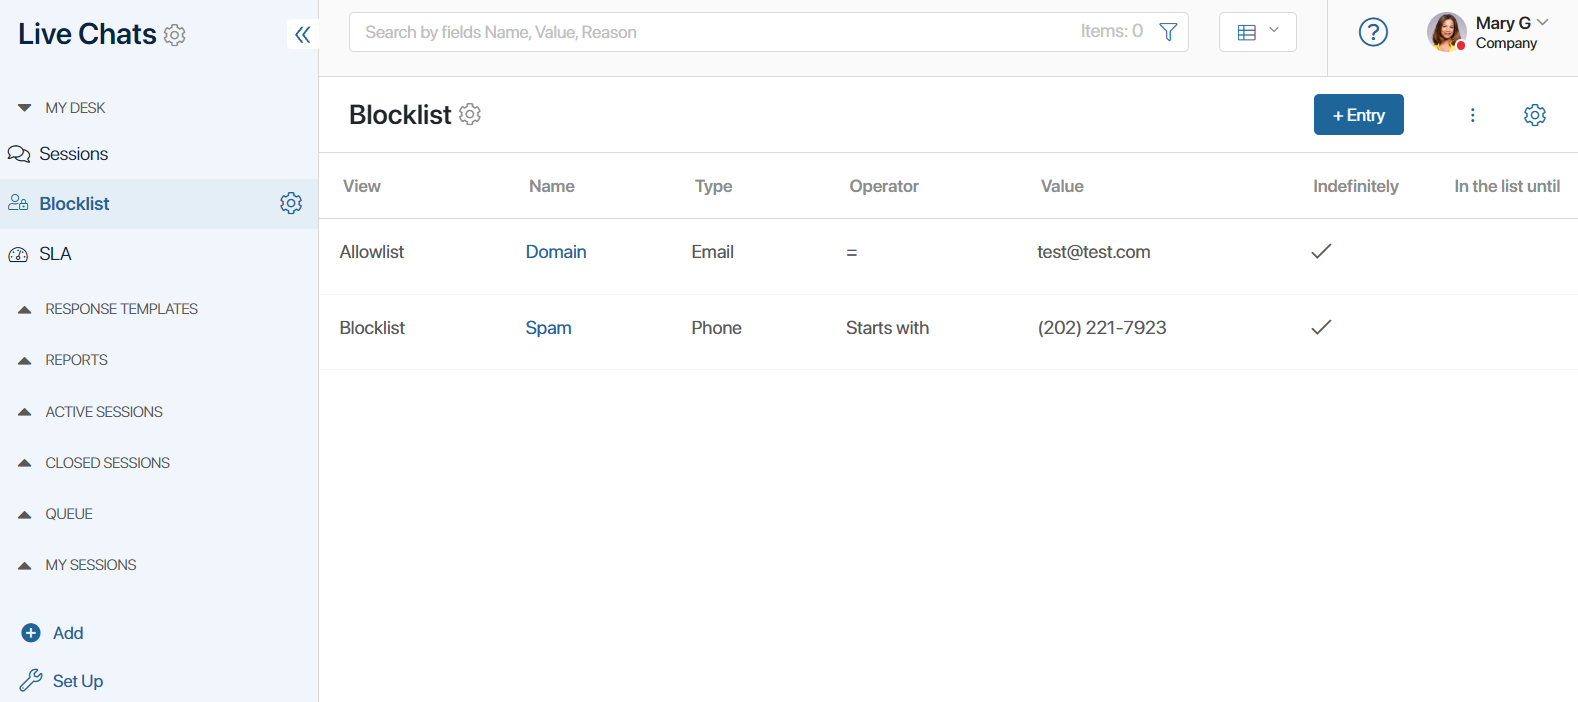 Live Chats
Search by fields Name, Value, Reason
Items: 0
?
Mary G
Company
MY DESK
Sessions
Blocklist
SLA
RESPONSE TEMPLATES
REPORTS
ACTIVE SESSIONS
CLOSED SESSIONS
QUEUE
MY SESSIONS
Add
Set Up
Blocklist
+ Entry
View Name Type Operator Value Indefinitely In the list until
Allowlist Domain Email = test@test.com
Blocklist Spam Phone Starts with (202) 221-7923